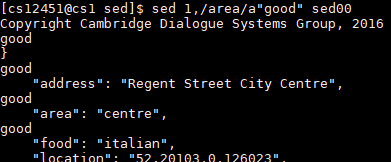 [cs12451@cs1 sed]$ sed 1,/area/a"good" sed00
Copyright Cambridge Dialogue Systems Group, 2016
good
}
good
"address": "Regent Street City Centre",
good
"area": "centre",
good
"food": "italian",
"location": "52.20103,0.126023",